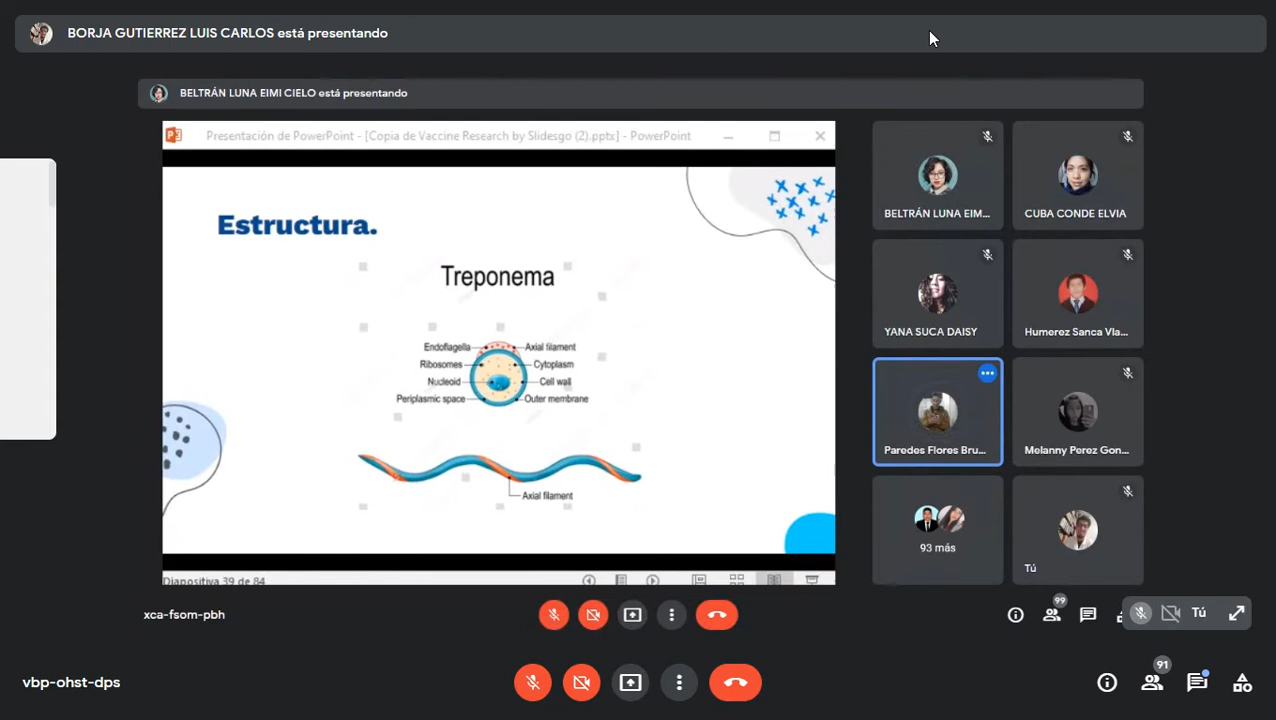 BORJA GUTIERREZ LUIS CARLOS está presentando
BELTRÁN LUNA EIMI CIELO está presentando
Presentación de PowerPoint - [Copia de Vaccine Research by Slidesgo (2).pptx] - PowerPoint
Estructura.
Treponema
Endoflagella
Axial filament
Ribosomes
Cytoplasm
Nucleoid
Cell wall
Periplasmic space
Outer membrane
Axial filament
Diapositiva 39 de 84
BELTRÁN LUNA EIM...
CUBA CONDE ELVIA
YANA SUCA DAISY
Humerez Sanca Vla...
Paredes Flores Bru...
Melanny Perez Gon...
93 más
Tú
xca-fsom-pbh
99
Tú
vbp-ohst-dps
91